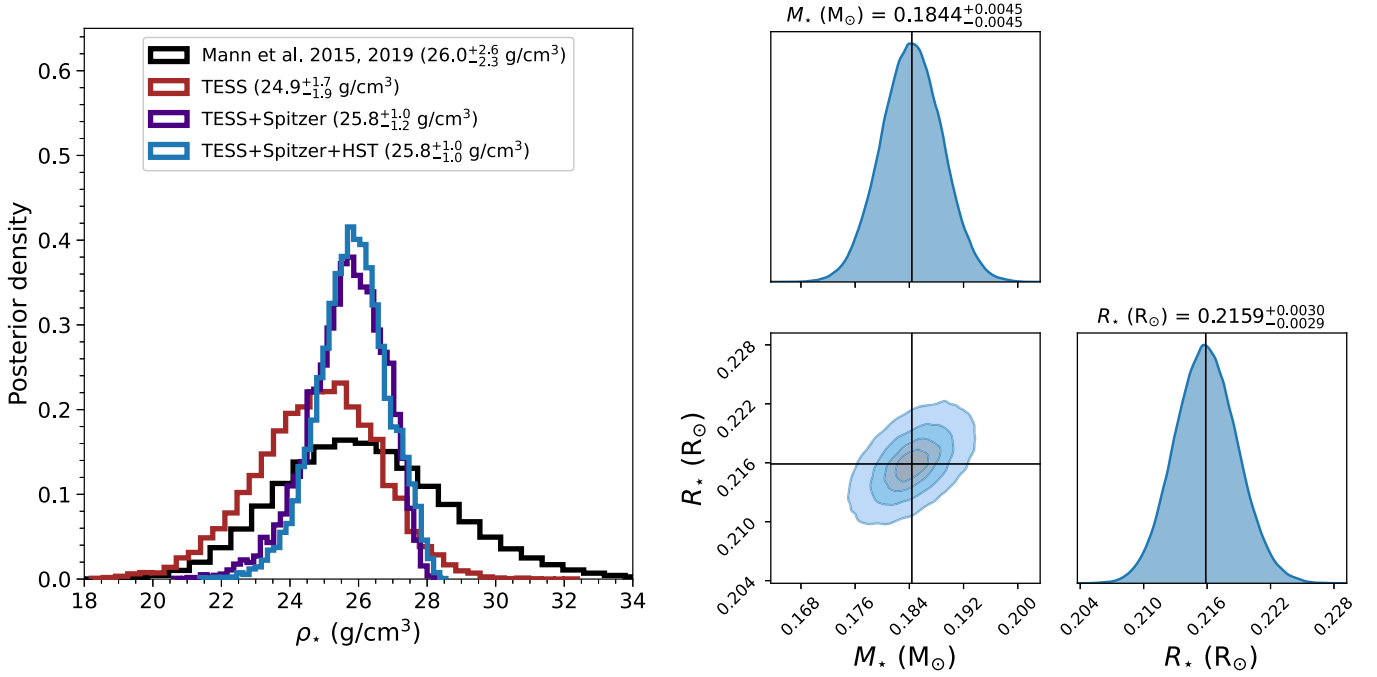 Mann et al. 2015, 2019 (26.0+2.6−2.3 g/cm3)
TESS (24.9+1.7−1.9 g/cm3)
TESS+Spitzer (25.8+1.0−1.2 g/cm3)
TESS+Spitzer+HST (25.8+1.0−1.0 g/cm3)
Posterior density
0.6
0.5
0.4
0.3
0.2
0.1
0.0
18 20 22 24 26 28 30 32 34
ρ⋆ (g/cm3)
M⋆ (M⊙) = 0.1844+0.0045−0.0045
R⋆ (R⊙) = 0.2159+0.0030−0.0029
R⋆ (R⊙)
0.228
0.222
0.216
0.210
0.204
0.168 0.176 0.184 0.192 0.200
M⋆ (M⊙)
0.204 0.210 0.216 0.222 0.228
R⋆ (R⊙)